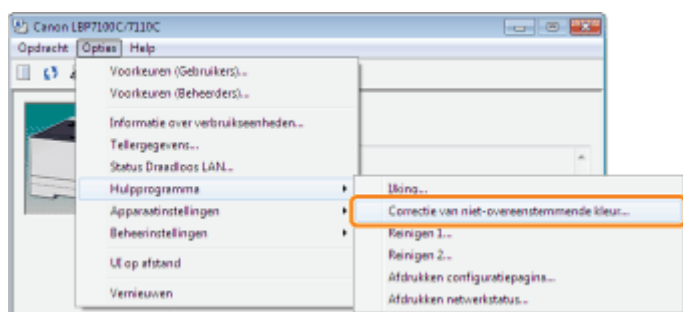 Canon LBP7100C/7110C
Opdracht Opties Help
Voorkeuren (Gebruikers)...
Voorkeuren (Beheerders)...
Informatie over verbruikseenheden...
Tellergegevens...
Status Draadloos LAN...
Hulpprogramma
Apparaatinstellingen
Beheerinstellingen
UI op afstand
Vernieuwen
IJking...
Correctie van niet-overeenstemmende kleur...
Reinigen 1...
Reinigen 2...
Afdrukken configuratiepagina...
Afdrukken netwerkstatus...